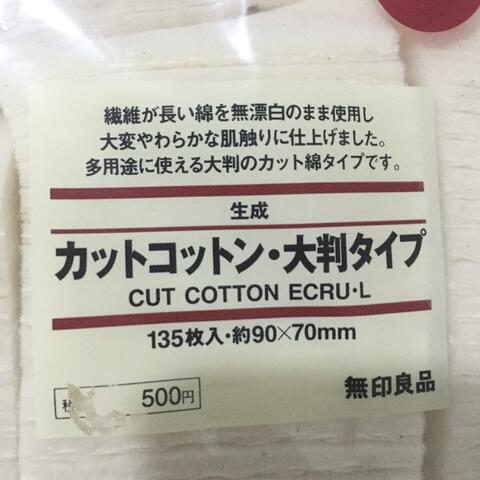 繊維が長い綿を無漂白のまま使用し
大変やわらかな肌触りに仕上げました。
多用途に使える大判のカット綿タイプです。
生成
カットコットン・大判タイプ
CUT COTTON ECRU・L
135枚入・約90×70mm
500円
無印良品